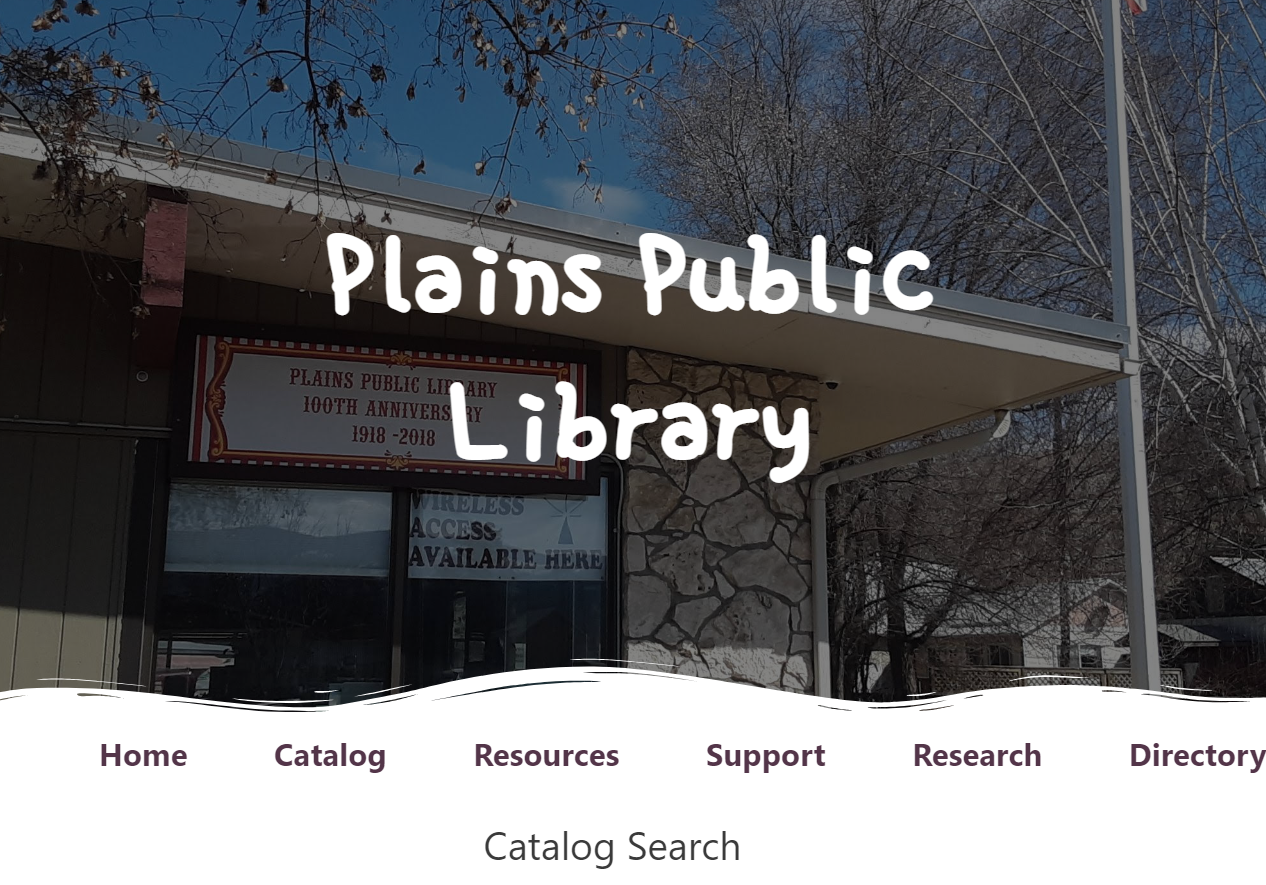 Plains Public
Library
PLAINS PUBLIC LIBRARY
100TH ANNIVERSARY
1918 -2018
WIRELESS
ACCESS
AVAILABLE HERE
Home Catalog Resources Support Research Directory
Catalog Search